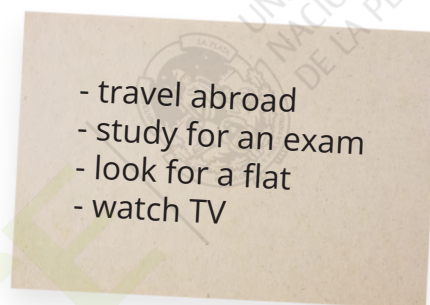 - travel abroad
- study for an exam
- look for a flat
- watch TV